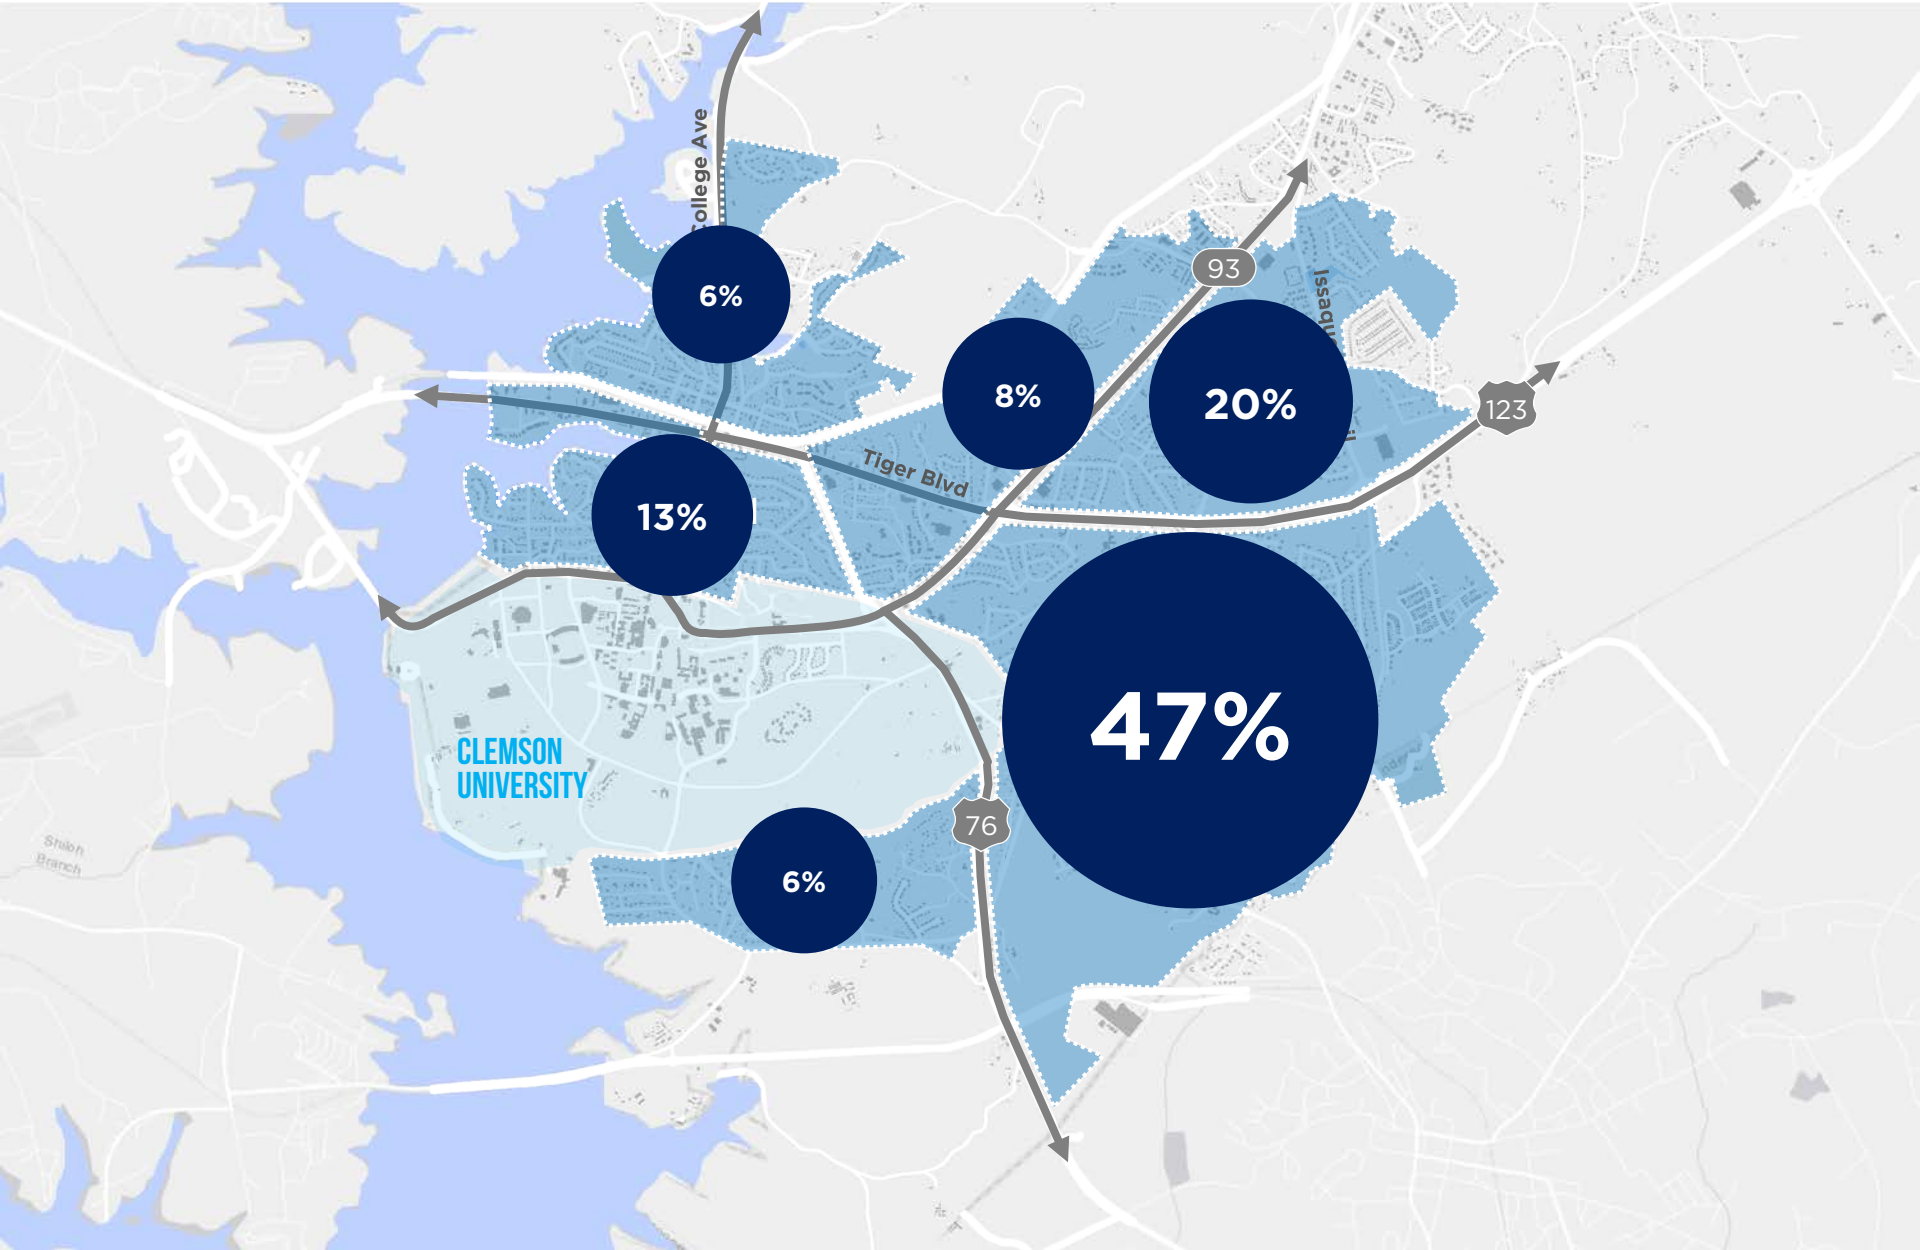 College Ave
93
6%
Issaqu
8%
20%
123
Tiger Blvd
13%
47%
CLEMSON
UNIVERSITY
76
Shiloh
Branch
6%